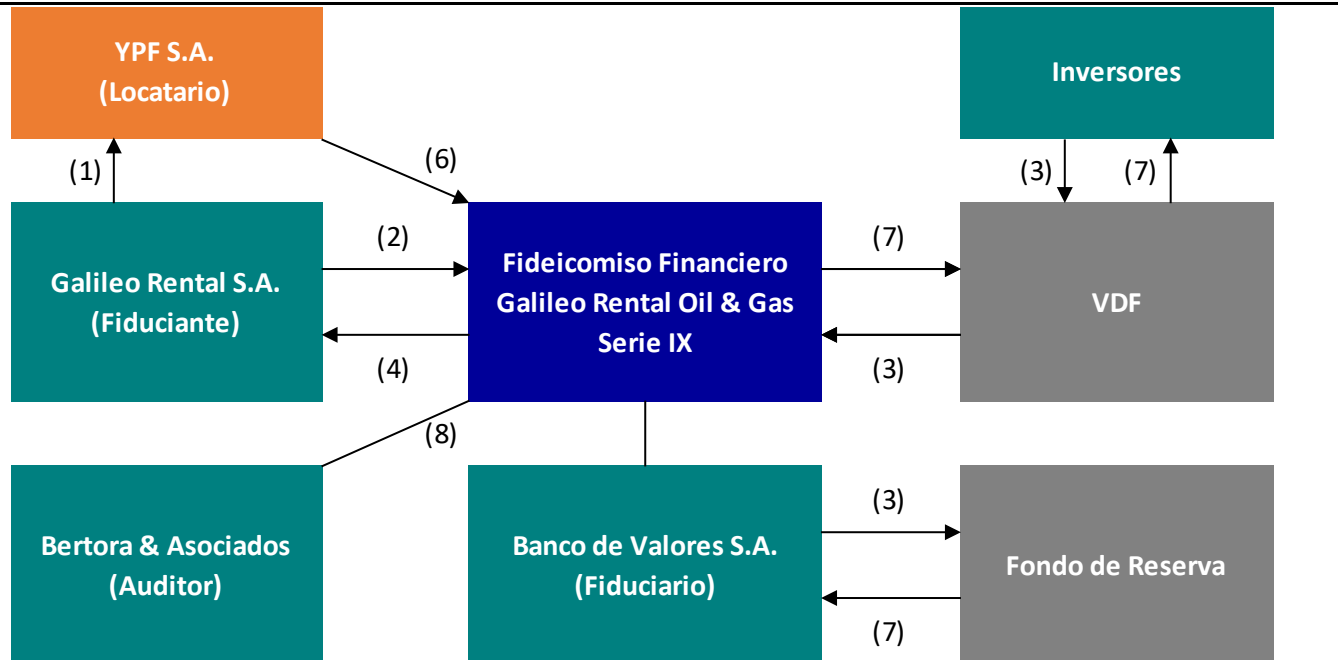 YPF S.A.
(Locatario)
Inversores
(1)
(6)
(3)
(7)
Galileo Rental S.A.
(Fiduciante)
(2)
(4)
Fideicomiso Financiero
Galileo Rental Oil & Gas
Serie IX
(7)
(3)
VDF
(8)
Bertora & Asociados
(Auditor)
Banco de Valores S.A.
(Fiduciario)
(3)
(7)
Fondo de Reserva